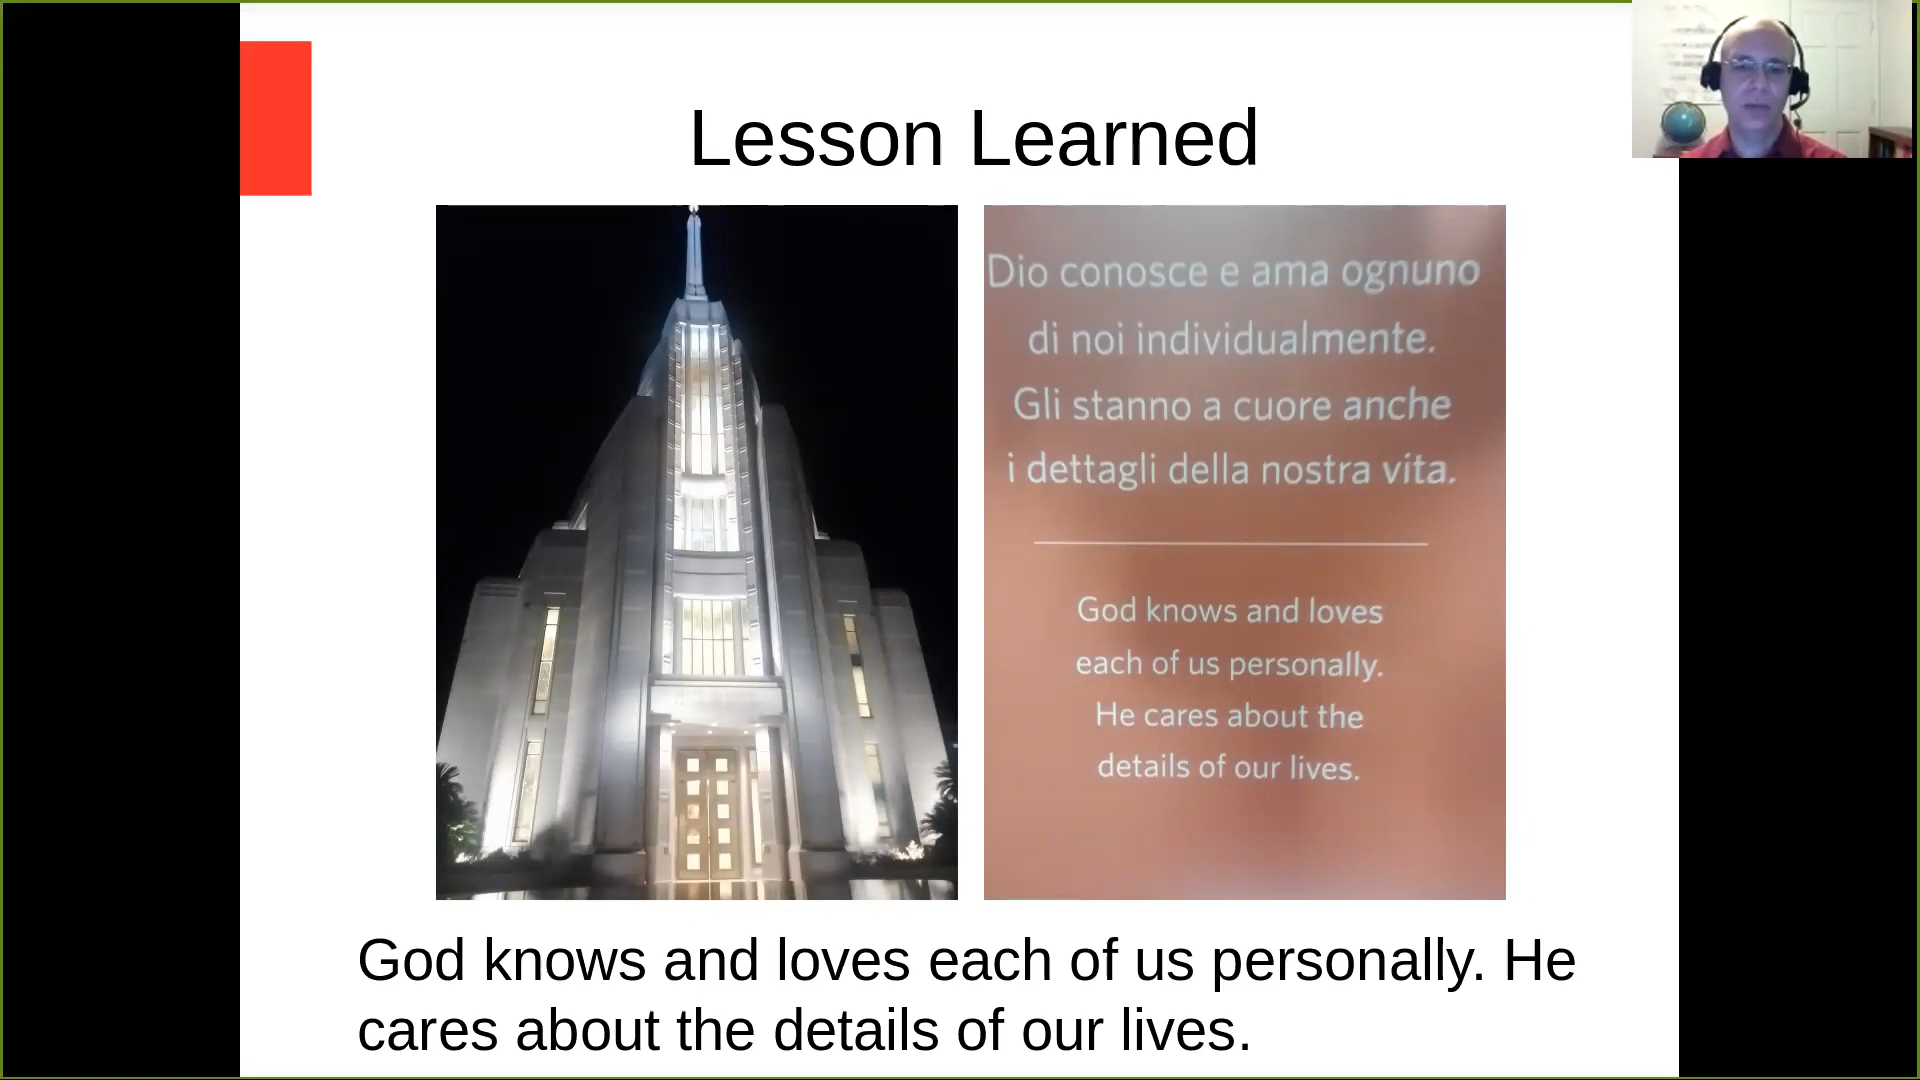 Lesson Learned
Dio conosce e ama ognuno
di noi individualmente.
Gli stanno a cuore anche
i dettagli della nostra vita.
God knows and loves
each of us personally.
He cares about the
details of our lives.
God knows and loves each of us personally. He
cares about the details of our lives.